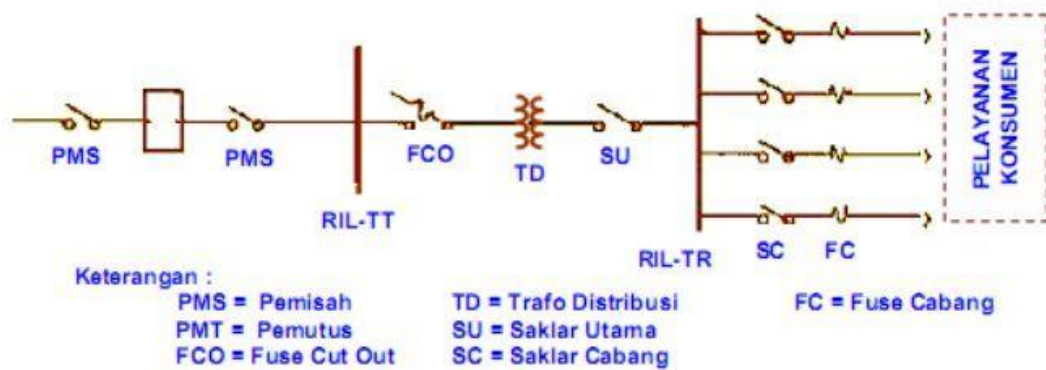 PMS
PMS
RIL-TT
FCO
TD
SU
RIL-TR
SC
FC
PELAYANAN
KONSUMEN
Keterangan :
PMS = Pemisah
PMT = Pemutus
FCO = Fuse Cut Out
TD = Trafo Distribusi
SU = Saklar Utama
SC = Saklar Cabang
FC = Fuse Cabang